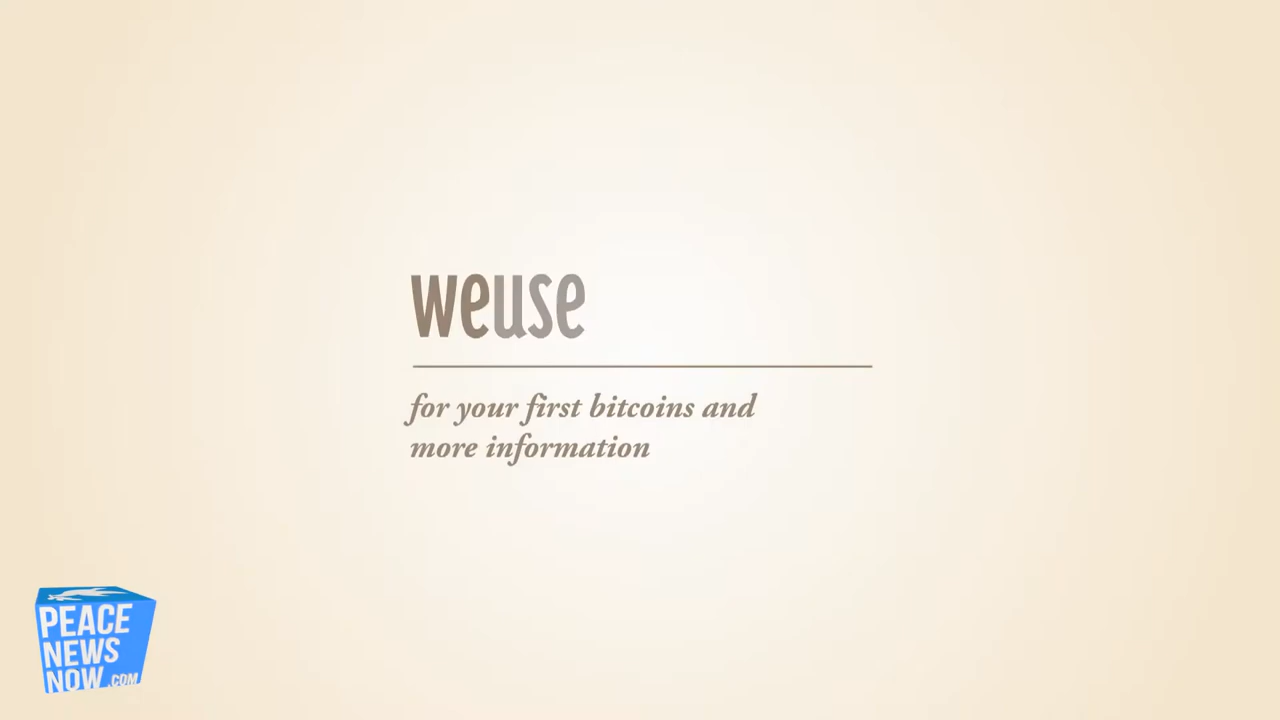 weuse
for your first bitcoins and
more information
PEACE
NEWS
NOW.COM